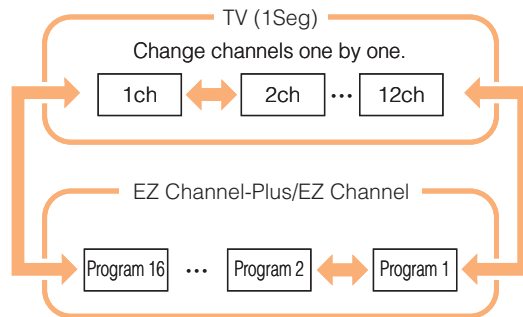 TV (1Seg)
Change channels one by one.
1ch 2ch ••• 12ch
EZ Channel-Plus/EZ Channel
Program 16 ••• Program 2 Program 1